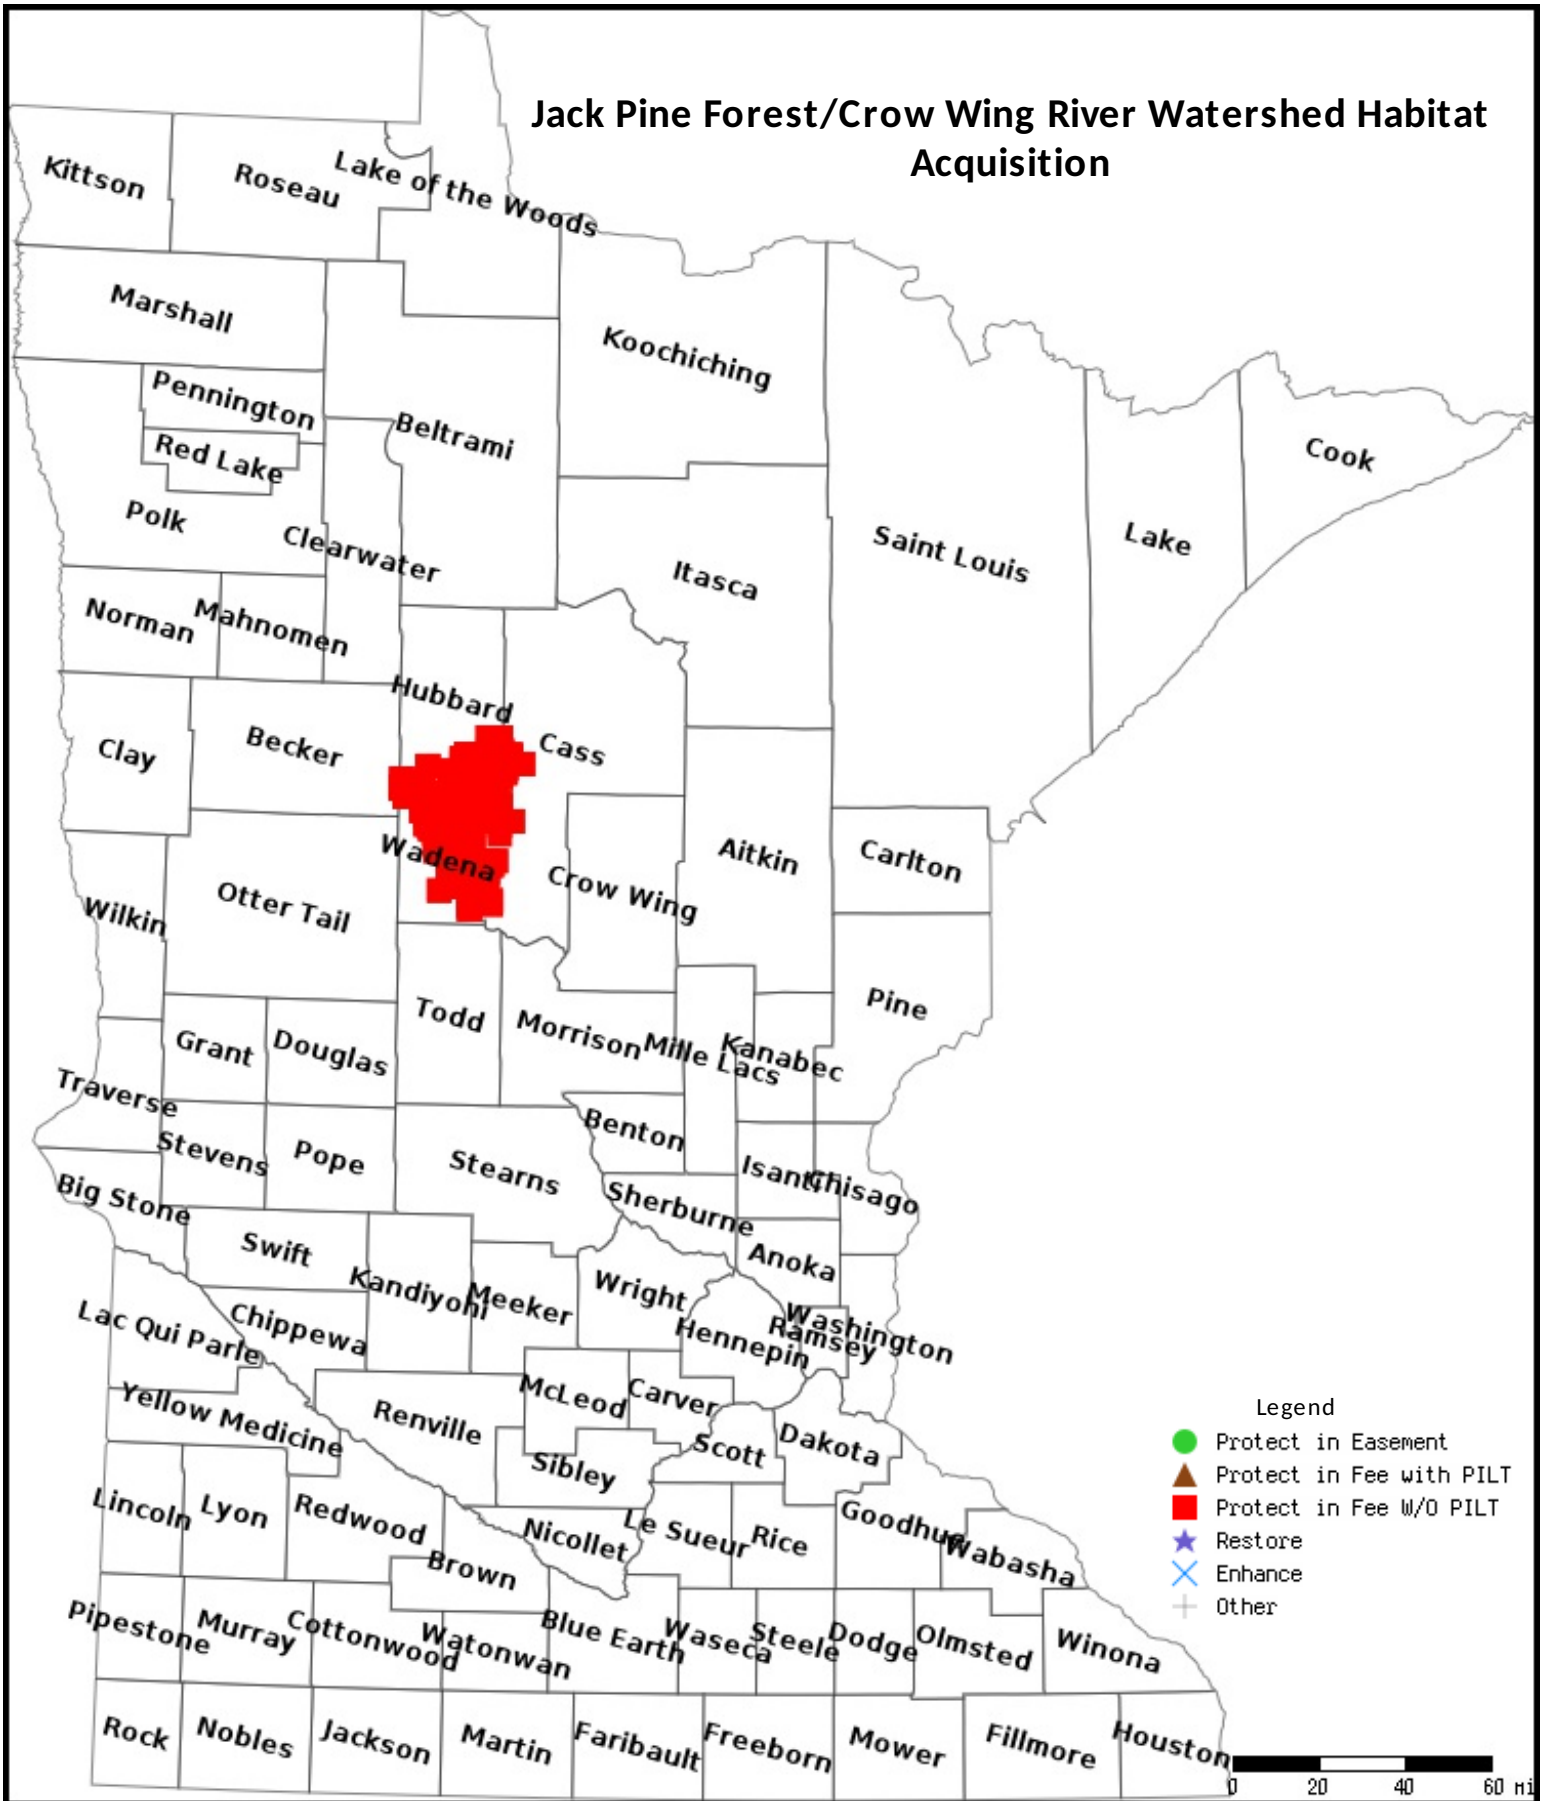 Jack Pine Forest/Crow Wing River Watershed Habitat
Acquisition
Kittson
Roseau
Lake of the Woods
Marshall
Koochiching
Pennington
Beltrami
Red Lake
Cook
Polk
Clearwater
Saint Louis
Lake
Itasca
Norman
Mahnomen
Hubbard
Clay
Becker
Cass
Wadena
Aitkin
Carlton
Otter Tail
Crow Wing
Wilkin
Pine
Todd
Morrison
Grant
Douglas
Mille Lacs
Kanabec
Traverse
Benton
Stevens
Pope
Stearns
Isanti
Chisago
Big Stone
Sherburne
Swift
Anoka
Kandiyohi
Meeker
Wright
Lac Qui Parle
Chippewa
Washington
Ramsey
Hennepin
Yellow Medicine
Renville
McLeod
Carver
Scott
Dakota
Sibley
Lincoln
Lyon
Redwood
Nicollet
Le Sueur
Rice
Goodhue
Wabasha
Brown
Pipestone
Murray
Cottonwood
Watonwan
Blue Earth
Waseca
Steele
Dodge
Olmsted
Winona
Rock
Nobles
Jackson
Martin
Faribault
Freeborn
Mower
Fillmore
Houston
Legend
Protect in Easement
Protect in Fee with PILT
Protect in Fee W/O PILT
Restore
Enhance
Other
0 20 40 60 mi